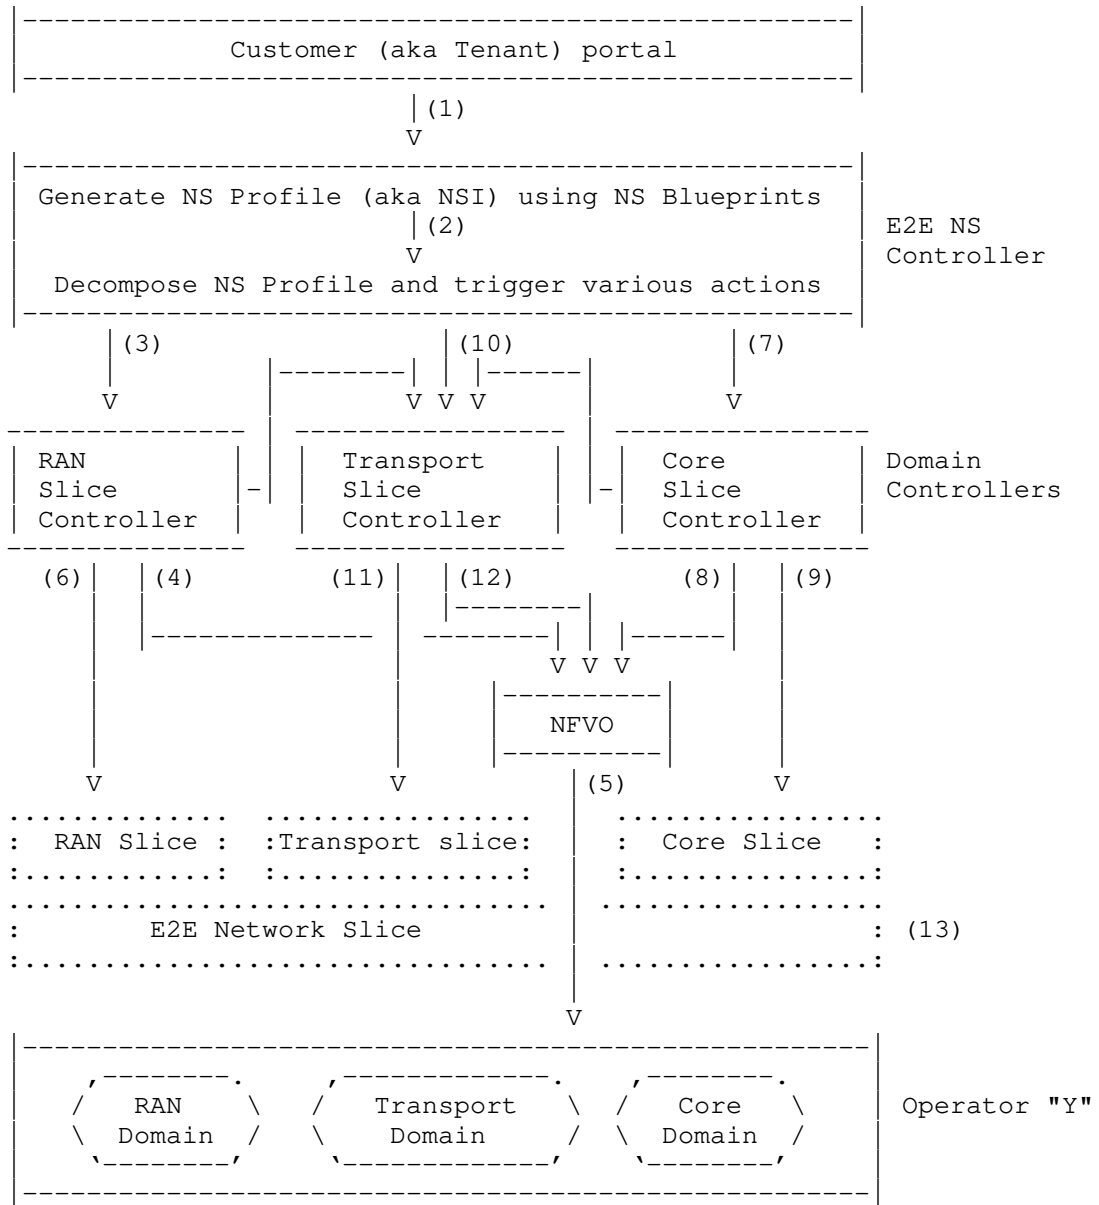 Customer (aka Tenant) portal
(1)
V
Generate NS Profile (aka NSI) using NS Blueprints
(2) E2E NS
V Controller
Decompose NS Profile and trigger various actions
(3) (10) (7)
V V V V V
RAN Transport Core Domain
Slice Slice Slice Controllers
Controller Controller Controller
(6) (4) (11) (12) (8) (9)
V V V
NFVO
V V (5) V
RAN Slice : :Transport slice: : Core Slice :
E2E Network Slice : (13)
V
RAN Transport Core Operator "Y"
Domain Domain Domain